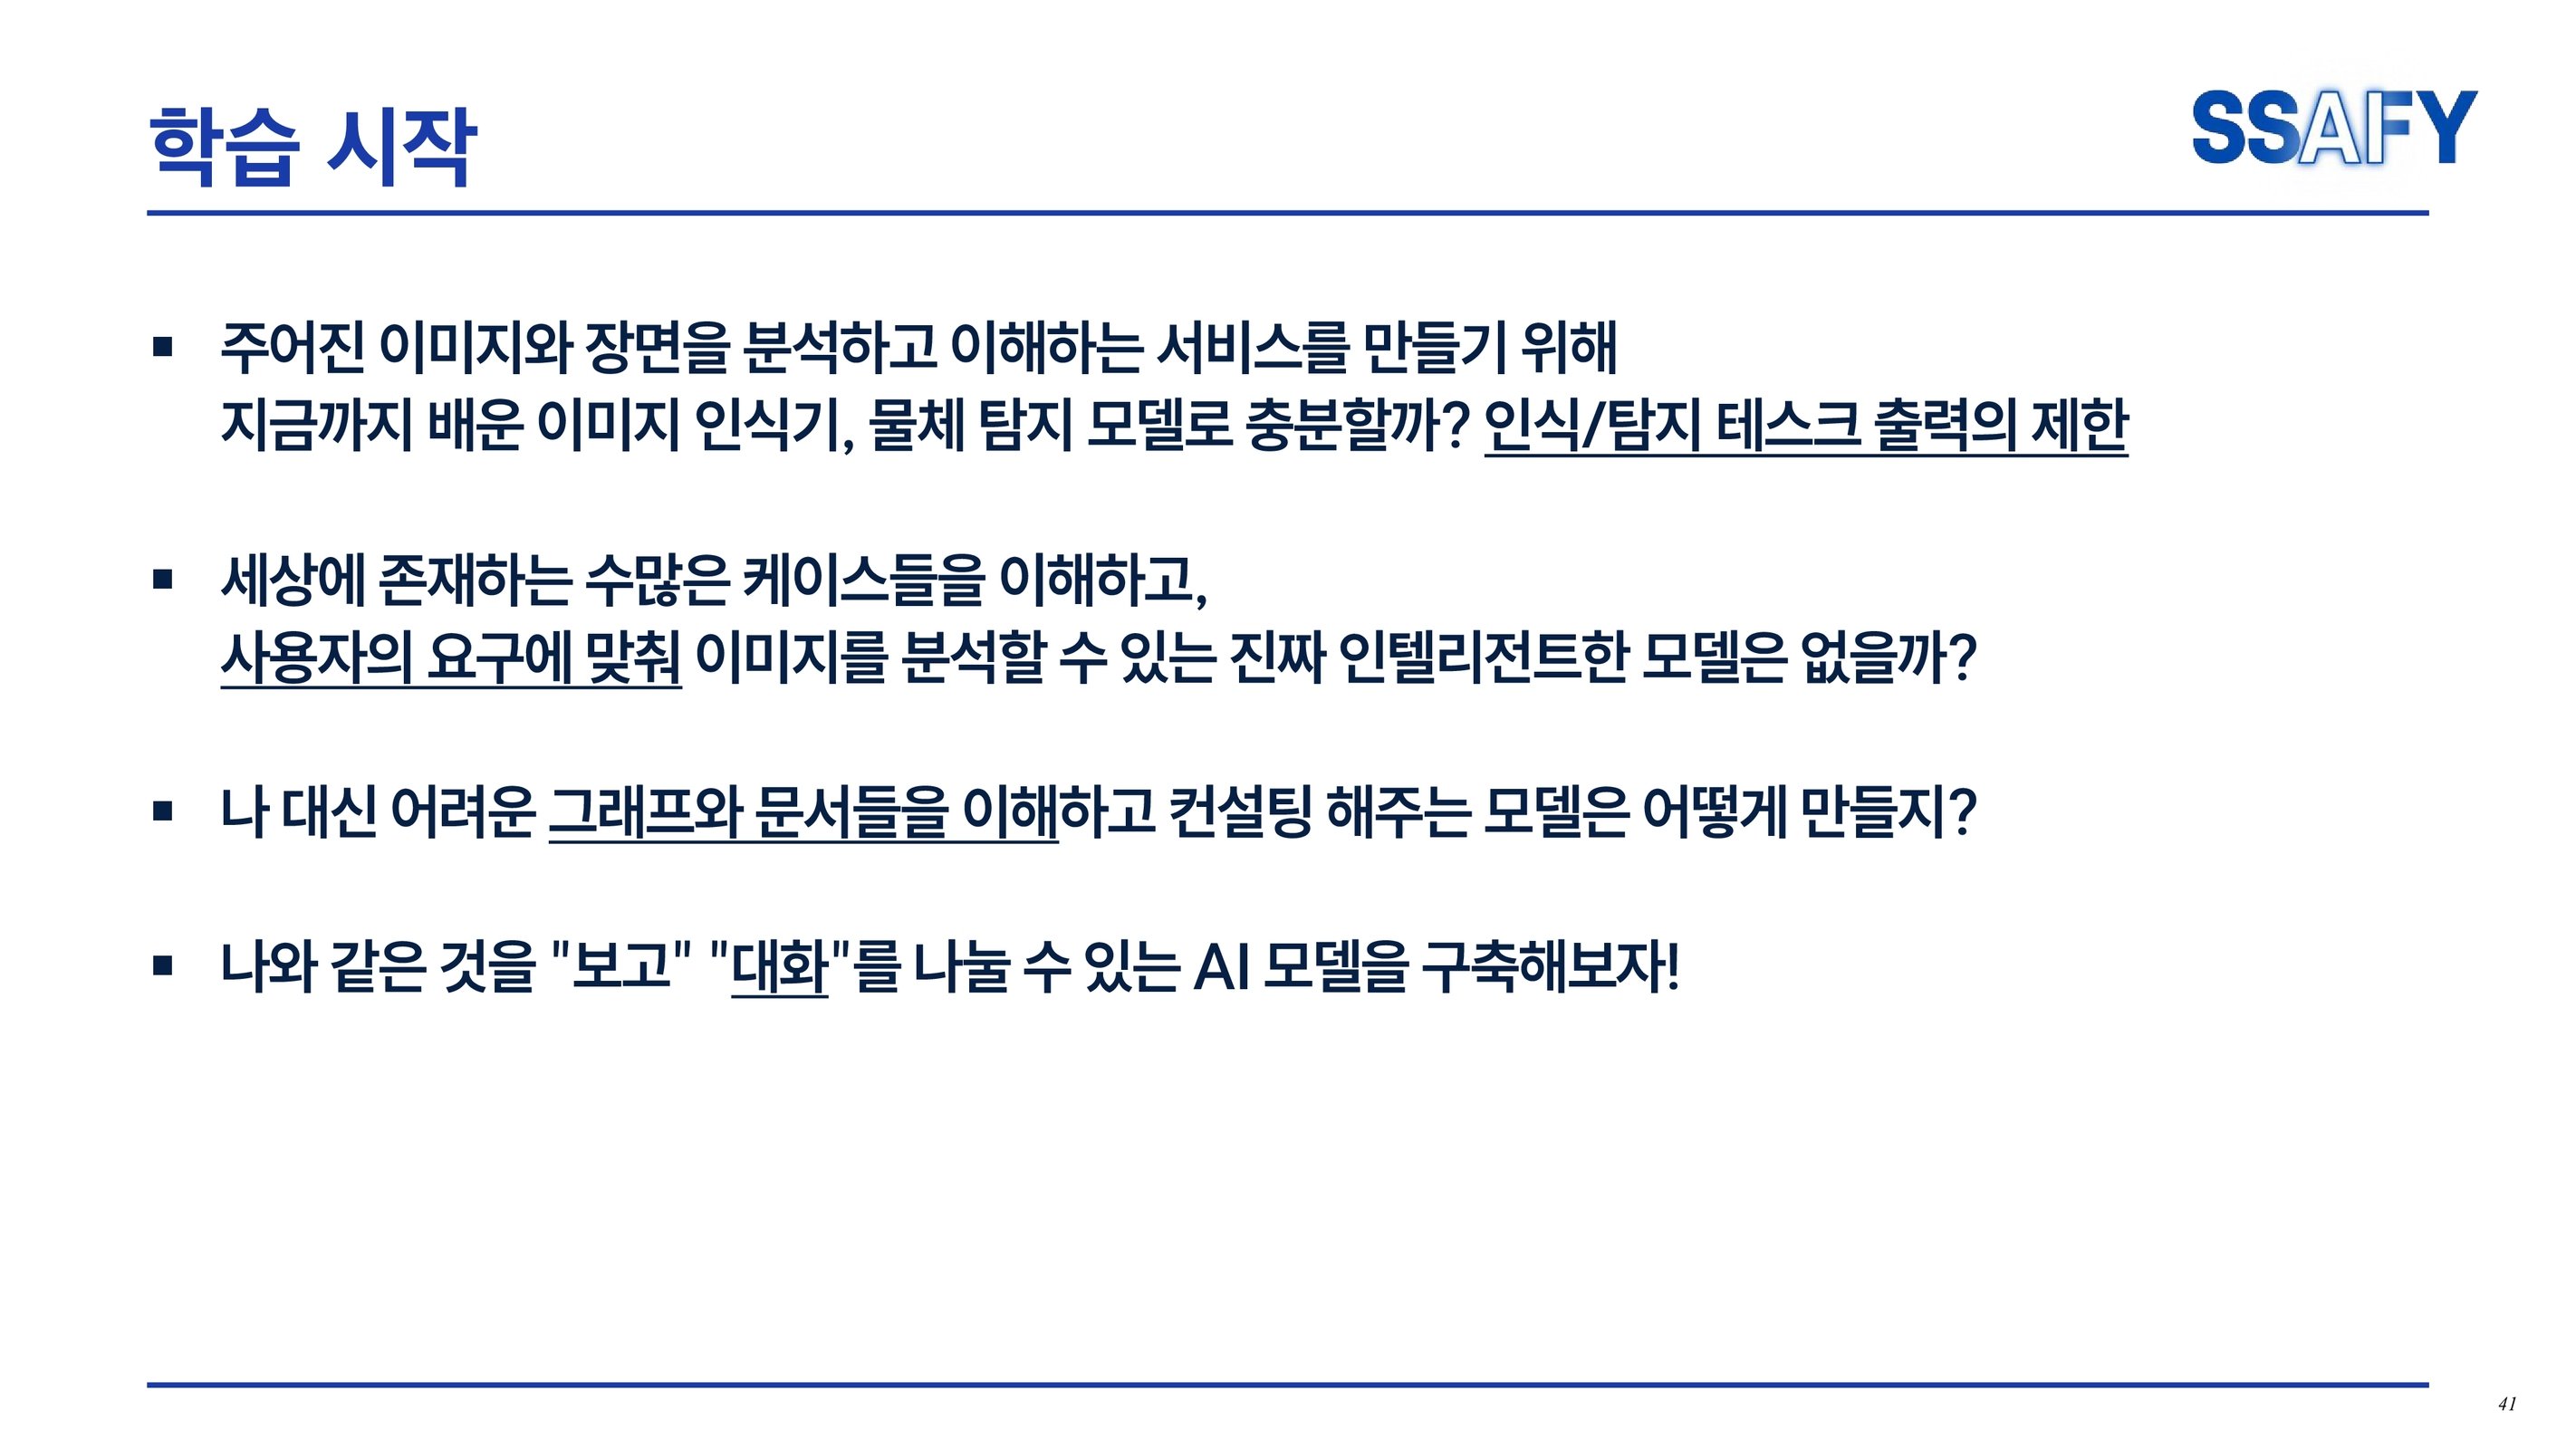 학습 시작
SSAFY
▪ 주어진 이미지와 장면을 분석하고 이해하는 서비스를 만들기 위해
지금까지 배운 이미지 인식기, 물체 탐지 모델로 충분할까? 인식/탐지 테스크 출력의 제한
▪ 세상에 존재하는 수많은 케이스들을 이해하고,
사용자의 요구에 맞춰 이미지를 분석할 수 있는 진짜 인텔리전트한 모델은 없을까?
▪ 나 대신 어려운 그래프와 문서들을 이해하고 컨설팅 해주는 모델은 어떻게 만들지?
▪ 나와 같은 것을 "보고" "대화"를 나눌 수 있는 AI 모델을 구축해보자!
41